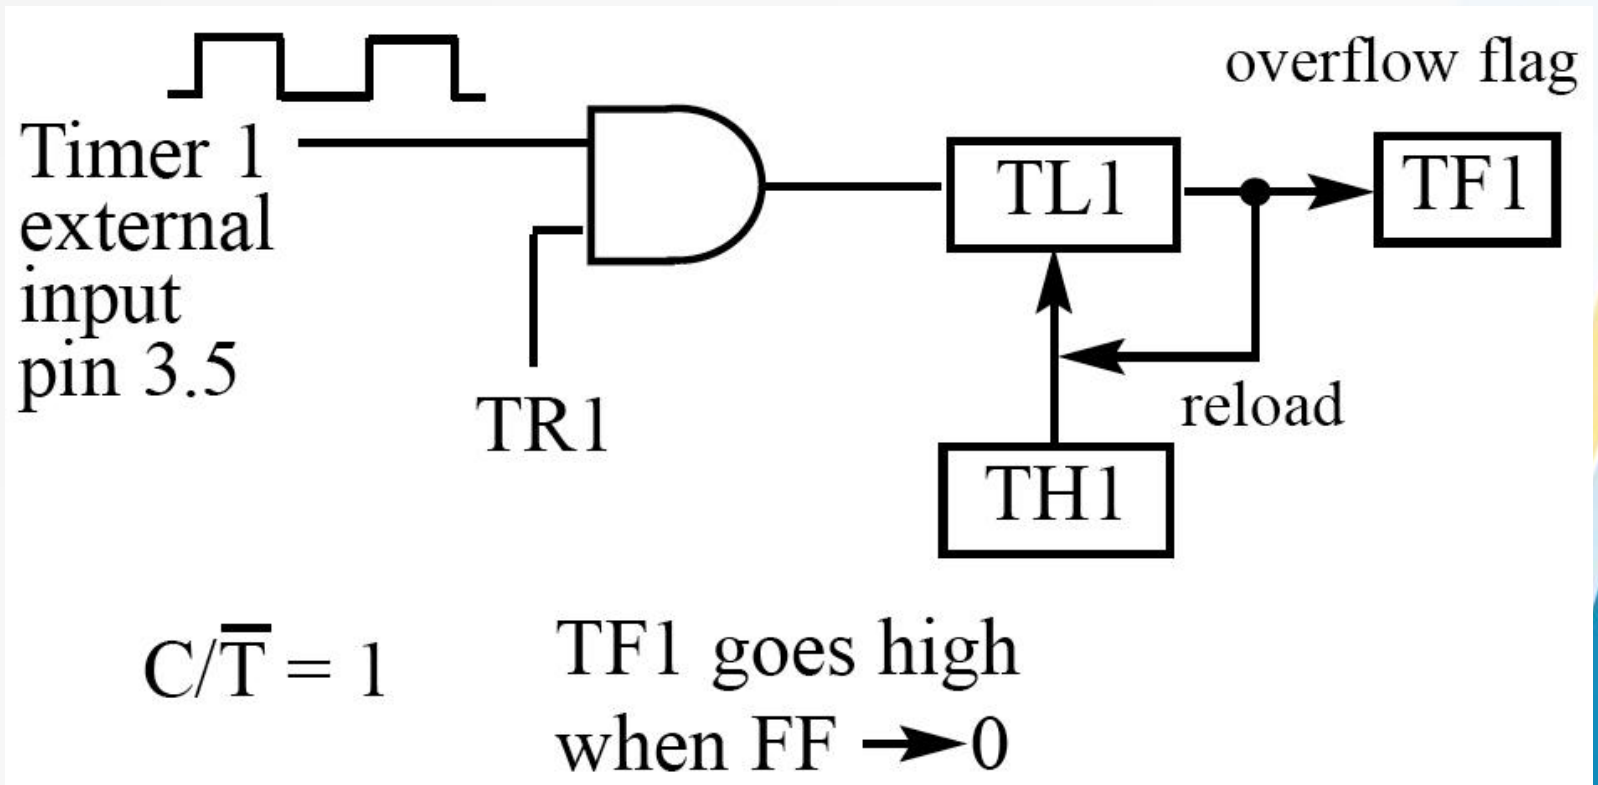 overflow flag
Timer 1
external
input
pin 3.5
TR1
TL1
TF1
reload
TH1
C/T̅ = 1
TF1 goes high
when FF → 0